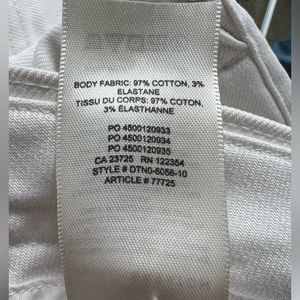 BODY FABRIC: 97% COTTON, 3%
ELASTANE
TISSU DU CORPS: 97% COTON,
3% ÉLASTHANNE
PO 4500120933
PO 4500120934
PO 4500120935
CA 23725 RN 122354
STYLE # DTN0-6056-10
ARTICLE # 77725